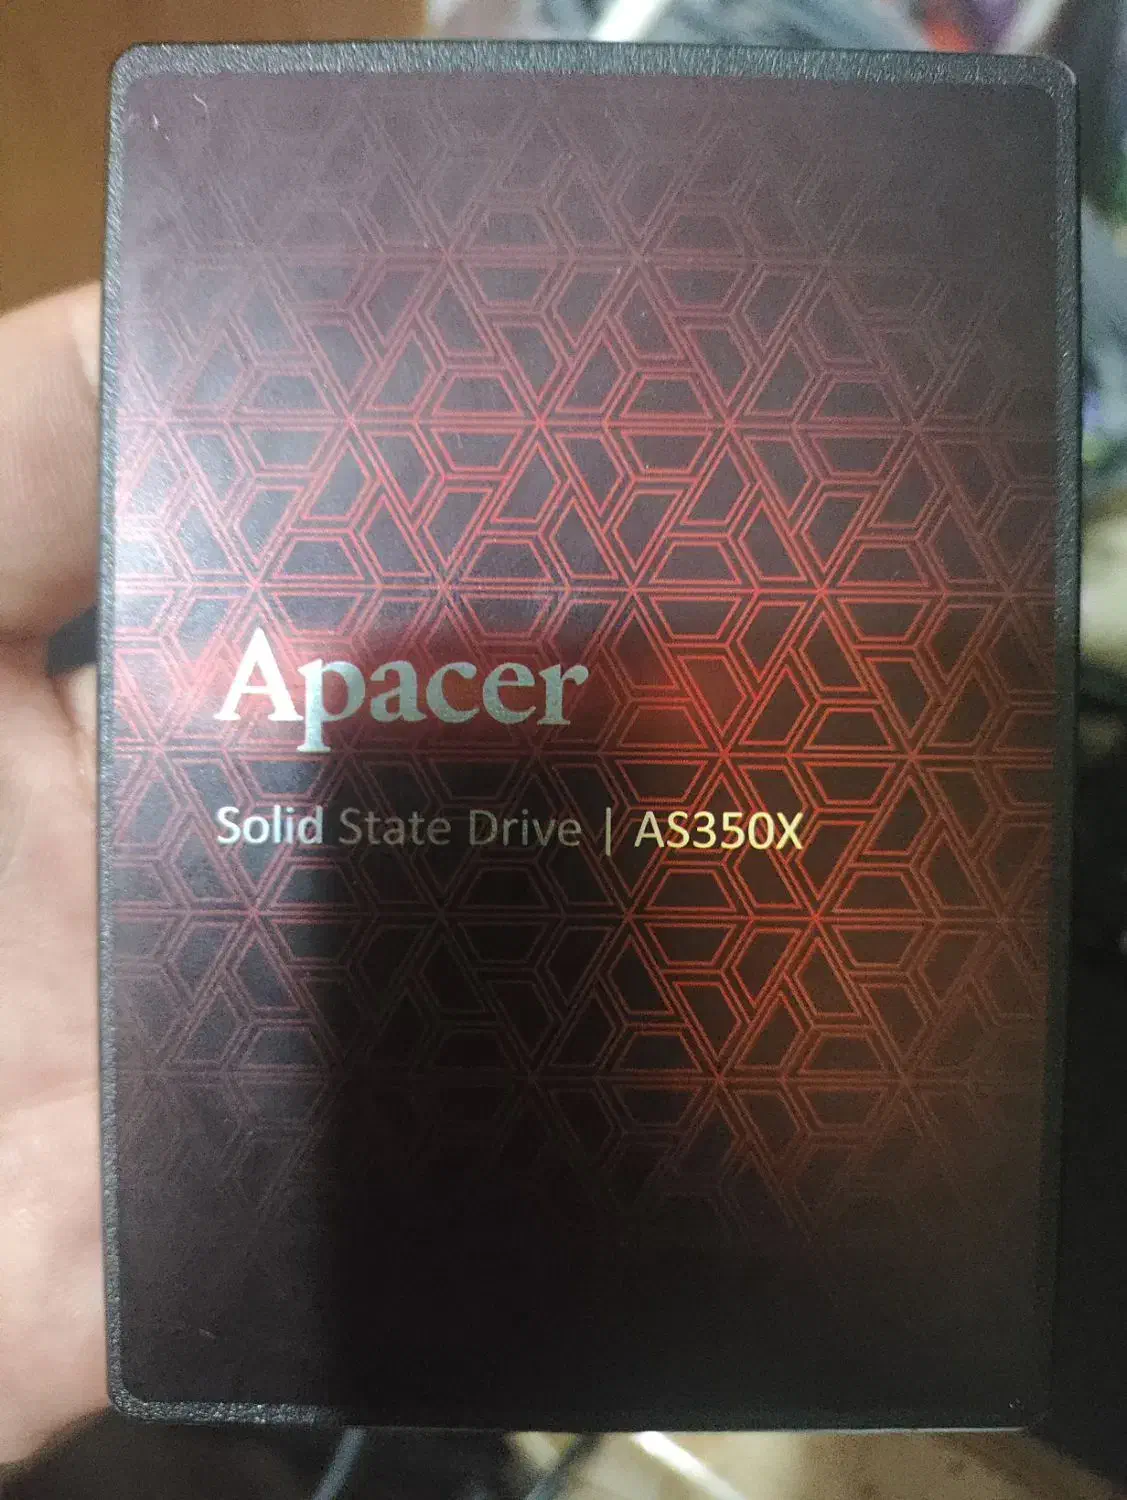 Apacer
Solid State Drive | AS350X